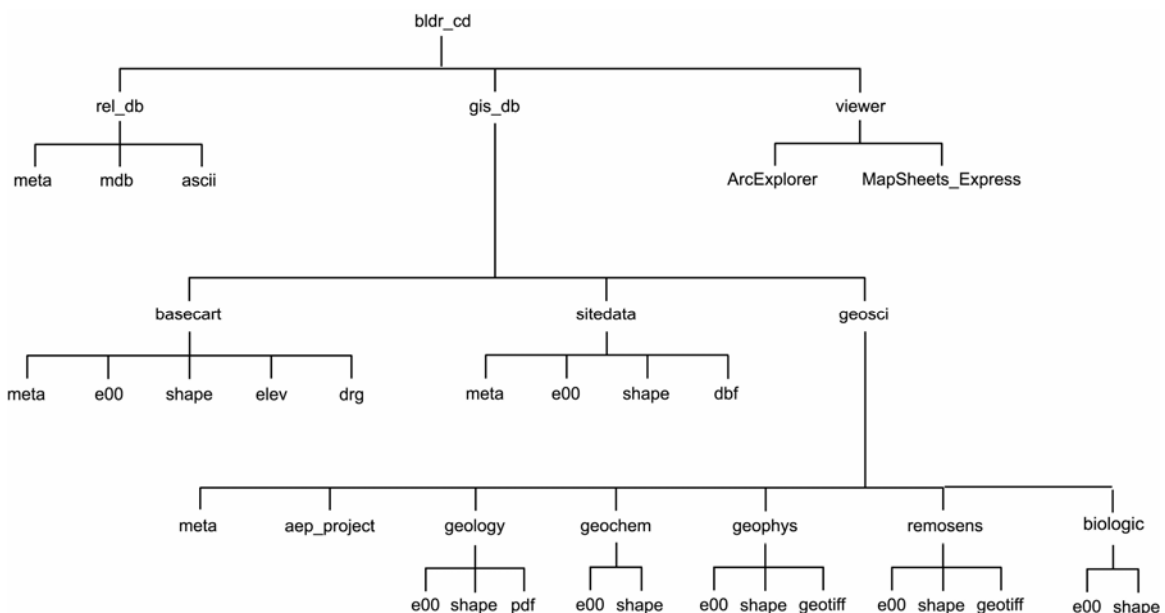 bldr_cd
rel_db gis_db viewer
meta mdb ascii ArcExplorer MapSheets_Express
basecart sitedata geosci
meta e00 shape elev drg meta e00 shape dbf
meta aep_project geology geochem geophys remosens biologic
e00 shape pdf e00 shape e00 shape geotiff e00 shape geotiff e00 shape